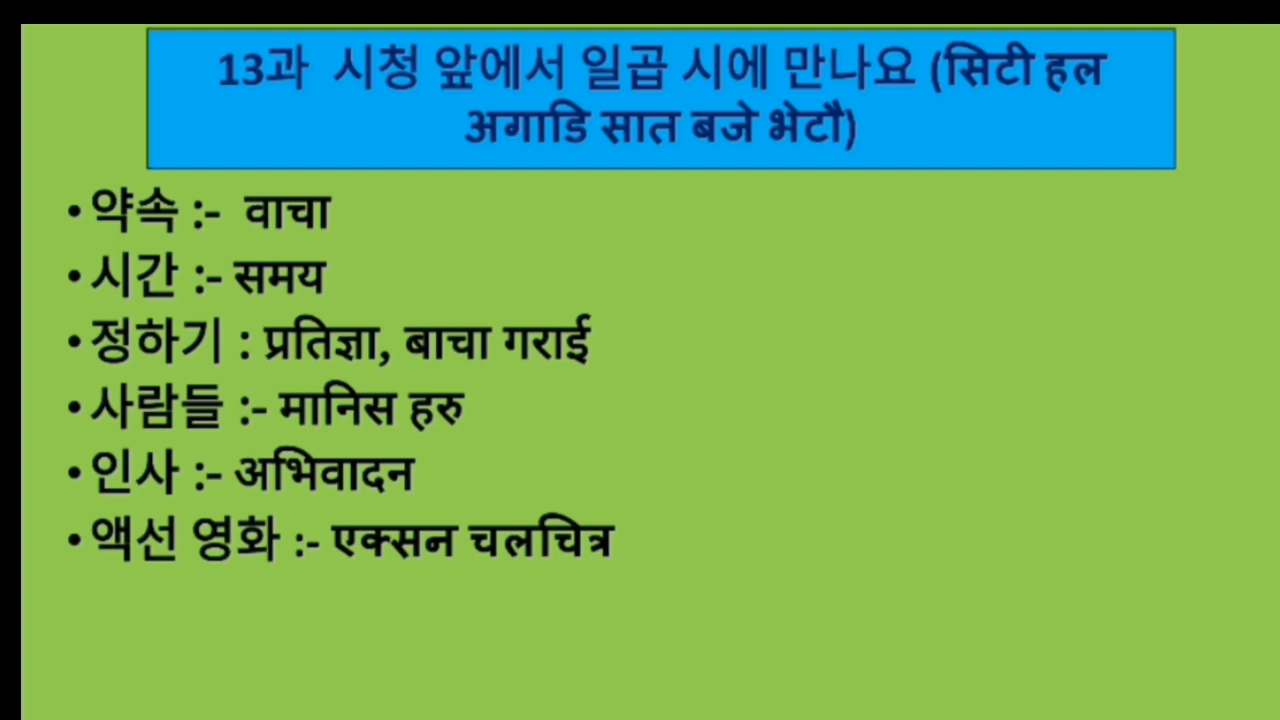 13과 시청 앞에서 일곱 시에 만나요 (सिटी हल
अगाडि सात बजे भेटौ)
• 약속 :- वाचा
• 시간 :- समय
• 정하기 : प्रतिज्ञा, बाचा गराई
• 사람들 :- मानिस हरु
• 인사 :- अभिवादन
• 액선 영화 :- एक्सन चलचित्र